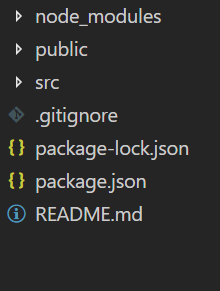 node_modules
public
src
.gitignore
package-lock.json
package.json
README.md